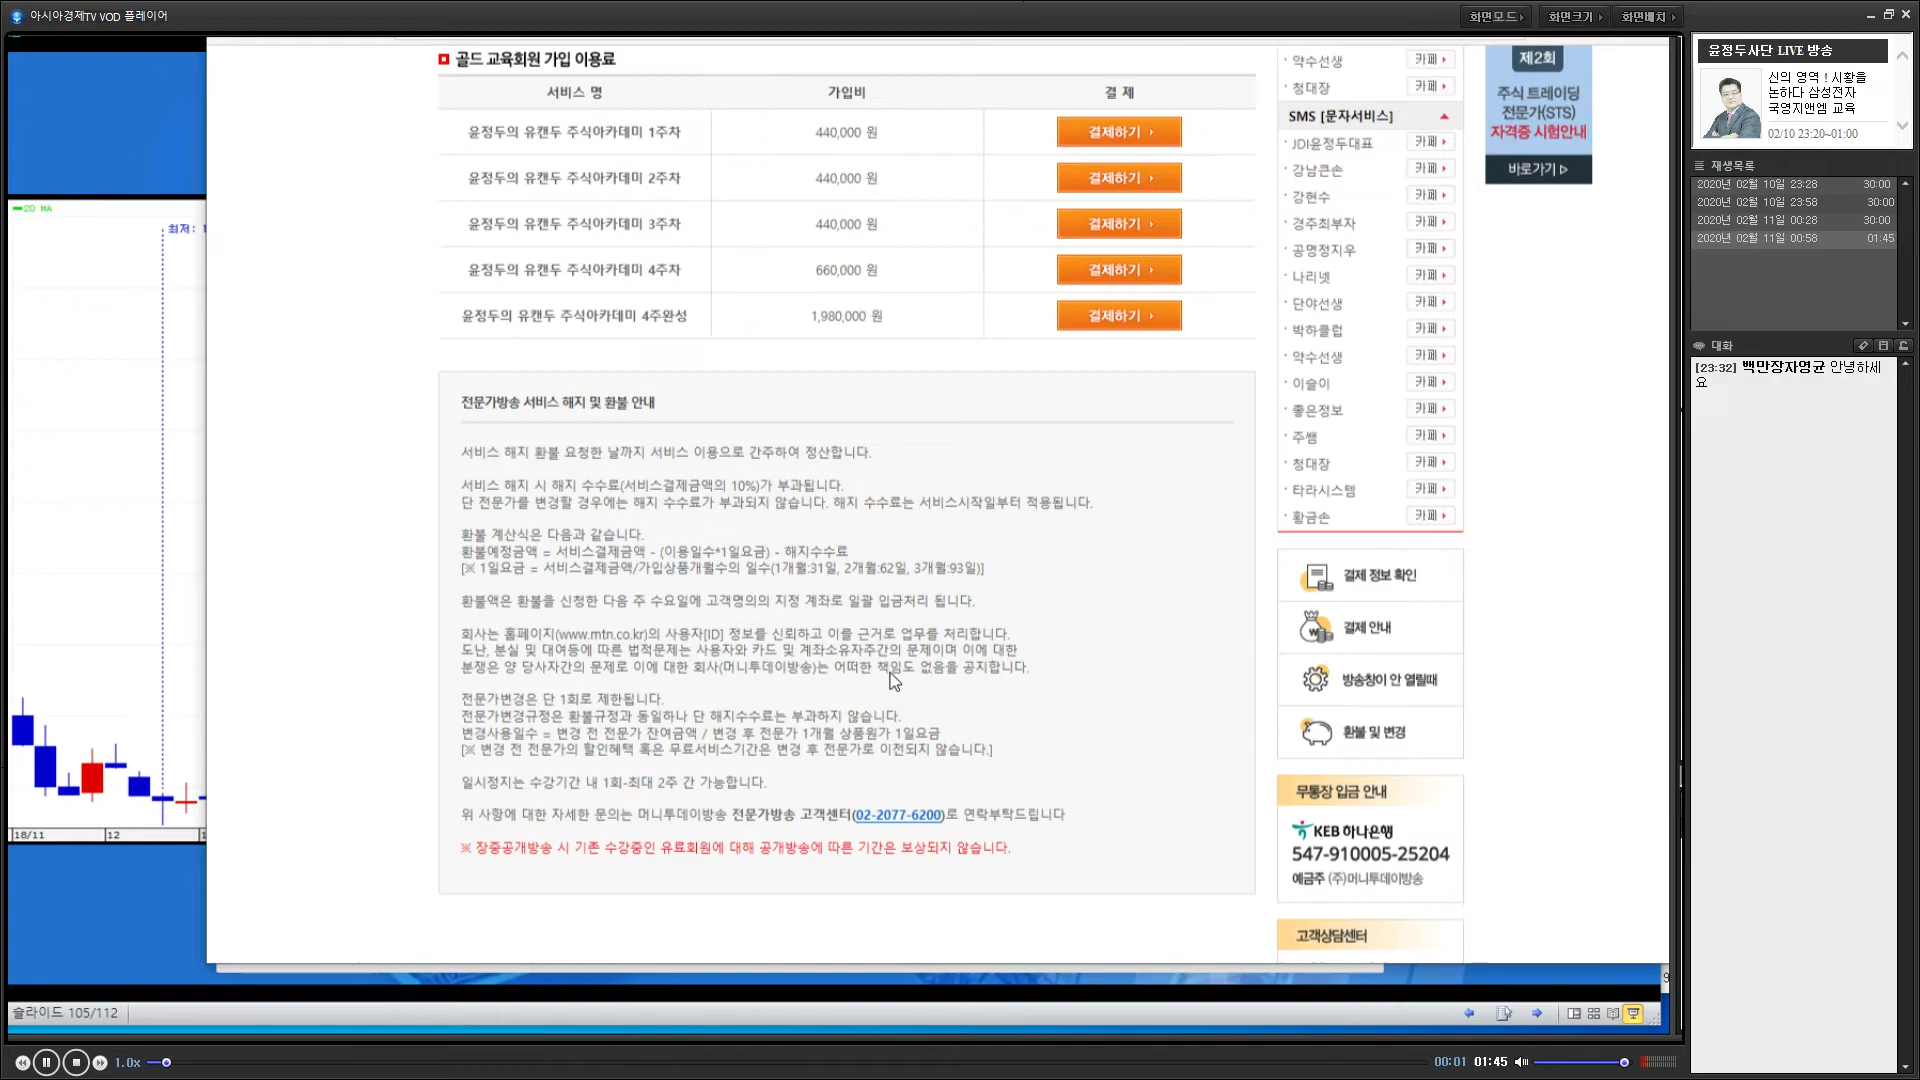 아시아경제TV VOD 플레이어
화면모드
화면크기
화면배치
20 MA
최저: 1
18/11
12
골드 교육회원 가입 이용료
서비스 명 가입비 결 제
윤정두의 유캔두 주식아카데미 1주차 440,000 원 결제하기
윤정두의 유캔두 주식아카데미 2주차 440,000 원 결제하기
윤정두의 유캔두 주식아카데미 3주차 440,000 원 결제하기
윤정두의 유캔두 주식아카데미 4주차 660,000 원 결제하기
윤정두의 유캔두 주식아카데미 4주완성 1,980,000 원 결제하기
전문가방송 서비스 해지 및 환불 안내
서비스 해지 환불 요청한 날까지 서비스 이용으로 간주하여 정산합니다.
서비스 해지 시 해지 수수료(서비스결제금액의 10%)가 부과됩니다.
단 전문가를 변경할 경우에는 해지 수수료가 부과되지 않습니다. 해지 수수료는 서비스시작일부터 적용됩니다.
환불 계산식은 다음과 같습니다.
환불예정금액 = 서비스결제금액 - (이용일수*1일요금) - 해지수수료
[※ 1일요금 = 서비스결제금액/가입상품개월수의 일수(1개월:31일, 2개월:62일, 3개월:93일)]
환불액은 환불을 신청한 다음 주 수요일에 고객명의의 지정 계좌로 일괄 입금처리 됩니다.
회사는 홈페이지(www.mtn.co.kr)의 사용자[ID] 정보를 신뢰하고 이를 근거로 업무를 처리합니다.
도난, 분실 및 대여등에 따른 법적문제는 사용자와 카드 및 계좌소유자주간의 문제이며 이에 대한
분쟁은 양 당사자간의 문제로 이에 대한 회사(머니투데이방송)는 어떠한 책임도 없음을 공지합니다.
전문가변경은 단 1회로 제한됩니다.
전문가변경규정은 환불규정과 동일하나 단 해지수수료는 부과하지 않습니다.
변경사용일수 = 변경 전 전문가 잔여금액 / 변경 후 전문가 1개월 상품원가 1일요금
[※ 변경 전 전문가의 할인혜택 혹은 무료서비스기간은 변경 후 전문가로 이전되지 않습니다.]
일시정지는 수강기간 내 1회-최대 2주 간 가능합니다.
위 사항에 대한 자세한 문의는 머니투데이방송 전문가방송 고객센터(02-2077-6200)로 연락부탁드립니다
※ 장중공개방송 시 기존 수강중인 유료회원에 대해 공개방송에 따른 기간은 보상되지 않습니다.
약수선생 카페
청대장 카페
SMS [문자서비스]
JDI윤정두대표 카페
강남큰손 카페
강현수 카페
경주최부자 카페
공명정지우 카페
나리넷 카페
단야선생 카페
박하클럽 카페
약수선생 카페
이슬이 카페
좋은정보 카페
주쌤 카페
청대장 카페
타라시스템 카페
황금손 카페
결제 정보 확인
결제 안내
방송창이 안 열릴때
환불 및 변경
무통장 입금 안내
KEB 하나은행
547-910005-25204
예금주 (주)머니투데이방송
고객상담센터
제2회
주식 트레이딩
전문가(STS)
자격증 시험안내
바로가기
윤정두사단 LIVE 방송
신의 영역 ! 시황을
논하다 삼성전자
국영지앤엠 교육
02/10 23:20~01:00
재생목록
2020년 02월 10일 23:28 30:00
2020년 02월 10일 23:58 30:00
2020년 02월 11일 00:28 30:00
2020년 02월 11일 00:58 01:45
대화
[23:32] 백만장자영균 안녕하세
요
슬라이드 105/112
1.0x
00:01 01:45